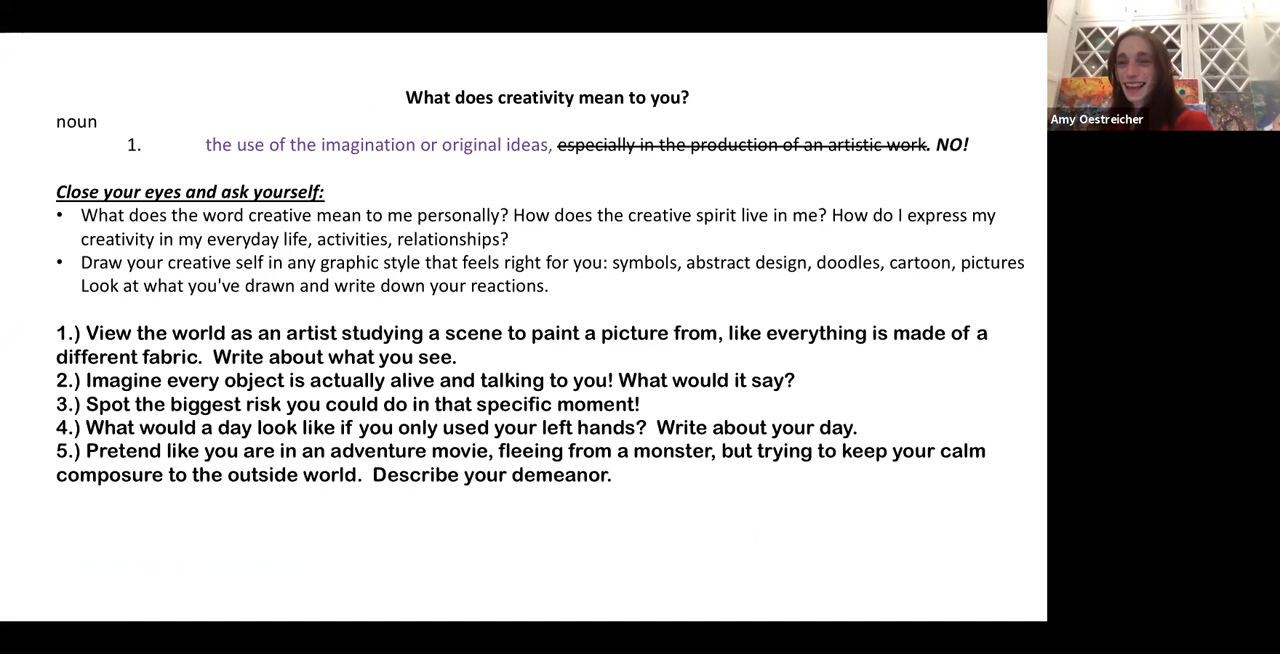 What does creativity mean to you?
noun
1. the use of the imagination or original ideas, especially in the production of an artistic work. NO!
Close your eyes and ask yourself:
• What does the word creative mean to me personally? How does the creative spirit live in me? How do I express my
creativity in my everyday life, activities, relationships?
• Draw your creative self in any graphic style that feels right for you: symbols, abstract design, doodles, cartoon, pictures
Look at what you've drawn and write down your reactions.
1.) View the world as an artist studying a scene to paint a picture from, like everything is made of a
different fabric.  Write about what you see.
2.) Imagine every object is actually alive and talking to you! What would it say?
3.) Spot the biggest risk you could do in that specific moment!
4.) What would a day look like if you only used your left hands?  Write about your day.
5.) Pretend like you are in an adventure movie, fleeing from a monster, but trying to keep your calm
composure to the outside world.  Describe your demeanor.
Amy Oestreicher